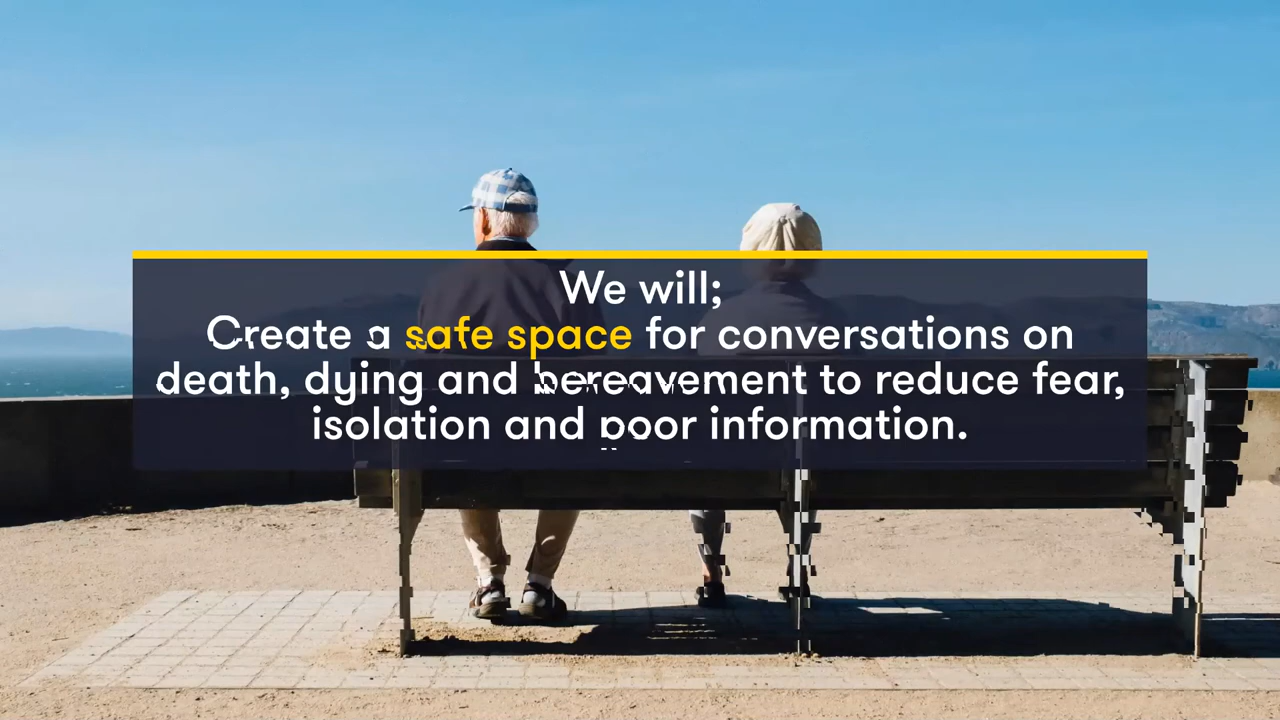 We will;
Create a safe space for conversations on
death, dying and bereavement to reduce fear,
isolation and poor information.